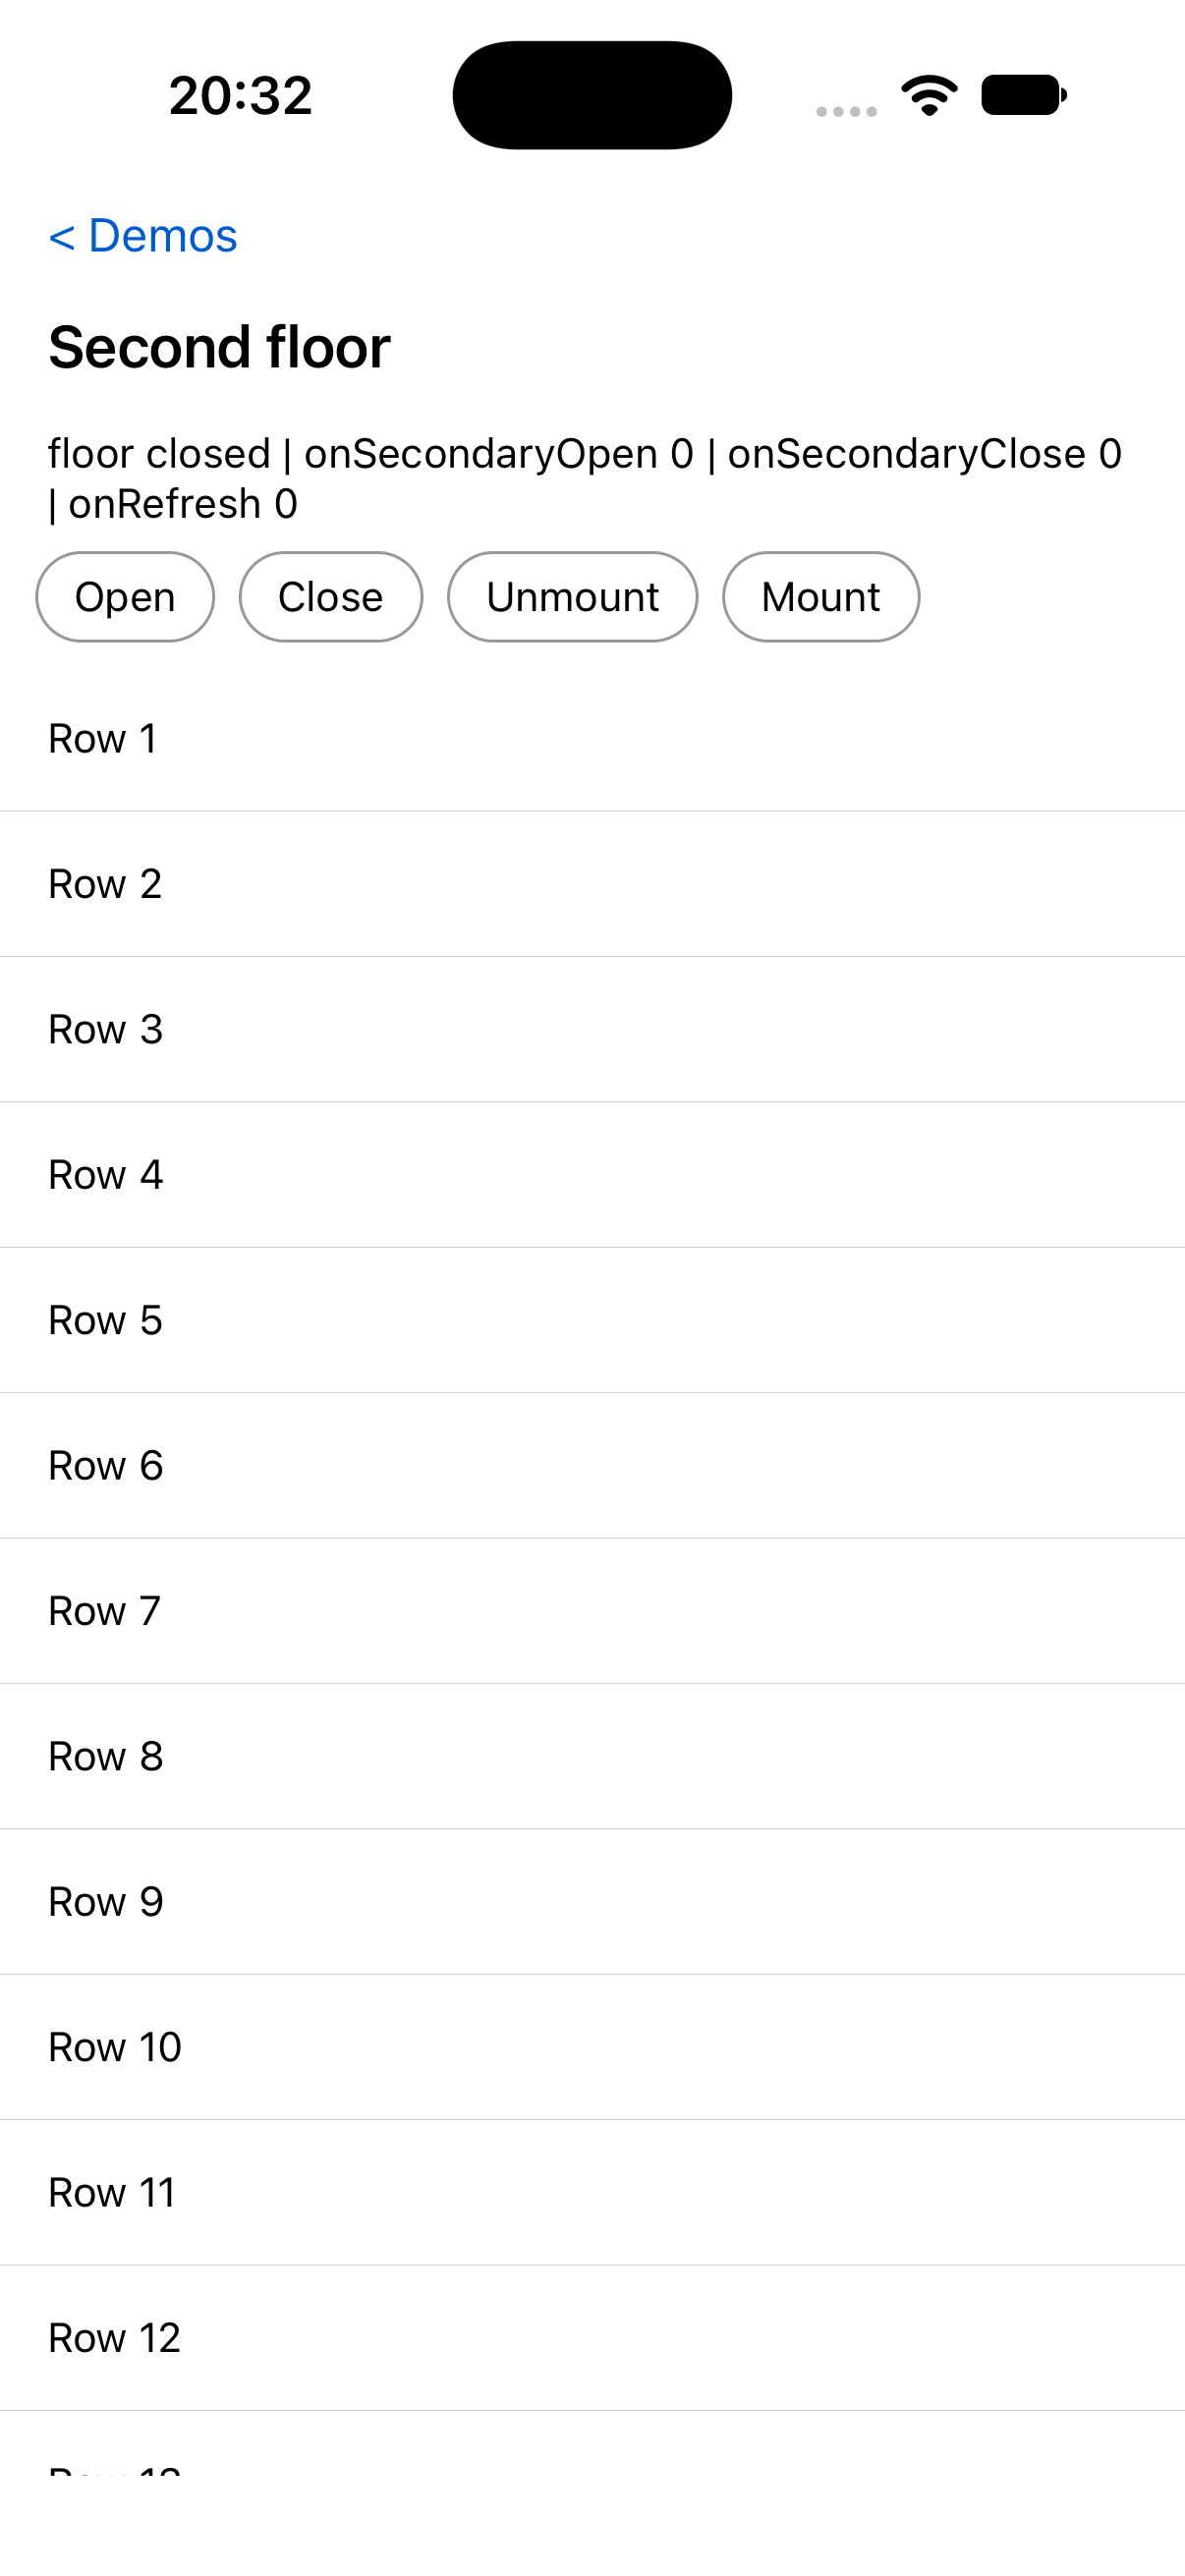 20:32
< Demos
Second floor
floor closed | onSecondaryOpen 0 | onSecondaryClose 0
| onRefresh 0
Open Close Unmount Mount
Row 1
Row 2
Row 3
Row 4
Row 5
Row 6
Row 7
Row 8
Row 9
Row 10
Row 11
Row 12